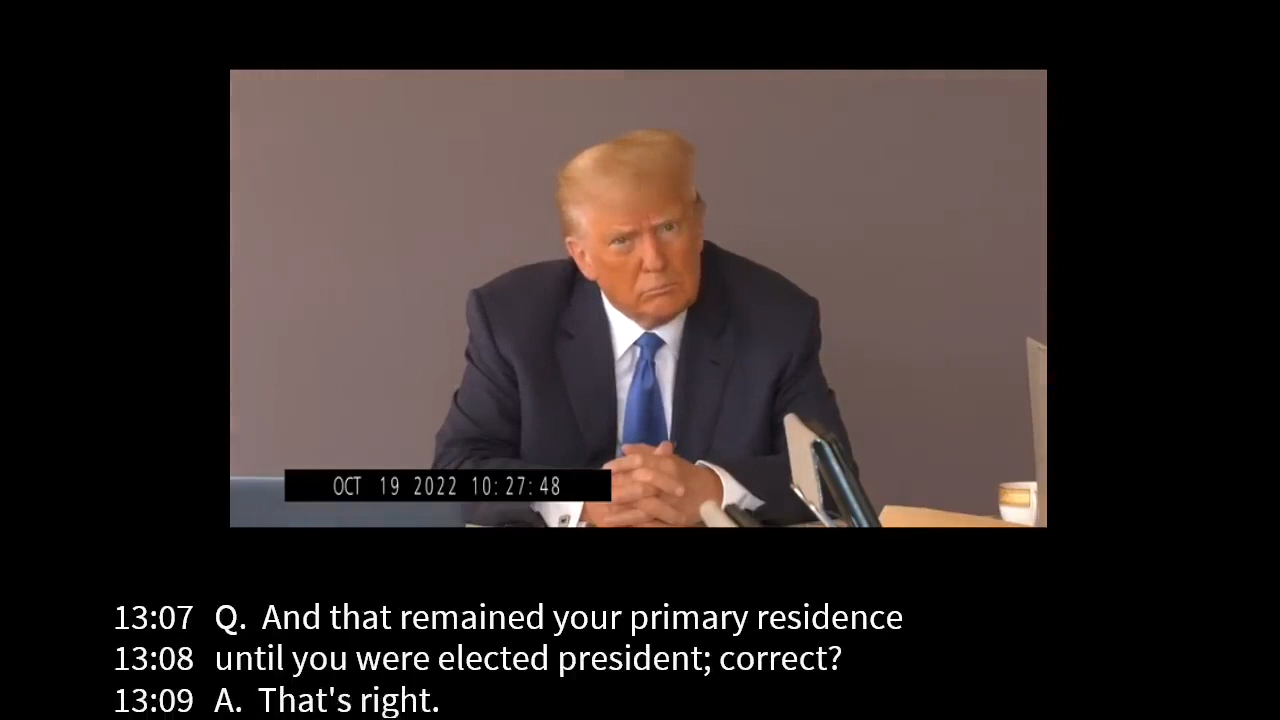 OCT 19 2022 10:27:48
13:07 Q. And that remained your primary residence
13:08 until you were elected president; correct?
13:09 A. That's right.